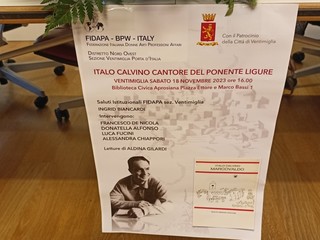 FIDAPA - BPW - ITALY
Federazione Italiana Donne Arti Professioni Affari
Distretto Nord Ovest
Sezione Ventimiglia Porta d'Italia
Con il Patrocinio
della Città di Ventimiglia
ITALO CALVINO CANTORE DEL PONENTE LIGURE
VENTIMIGLIA SABATO 18 NOVEMBRE 2023 ore 16.00
Biblioteca Civica Aprosiana Piazza Ettore e Marco Bassi 1
Saluti Istituzionali FIDAPA sez. Ventimiglia
INGRID BIANCARDI
Intervengono:
FRANCESCO DE NICOLA
DONATELLA ALFONSO
LUCA FUCINI
ALESSANDRA CHIAPPORI
Letture di ALDINA GILARDI
MARCOVALDO